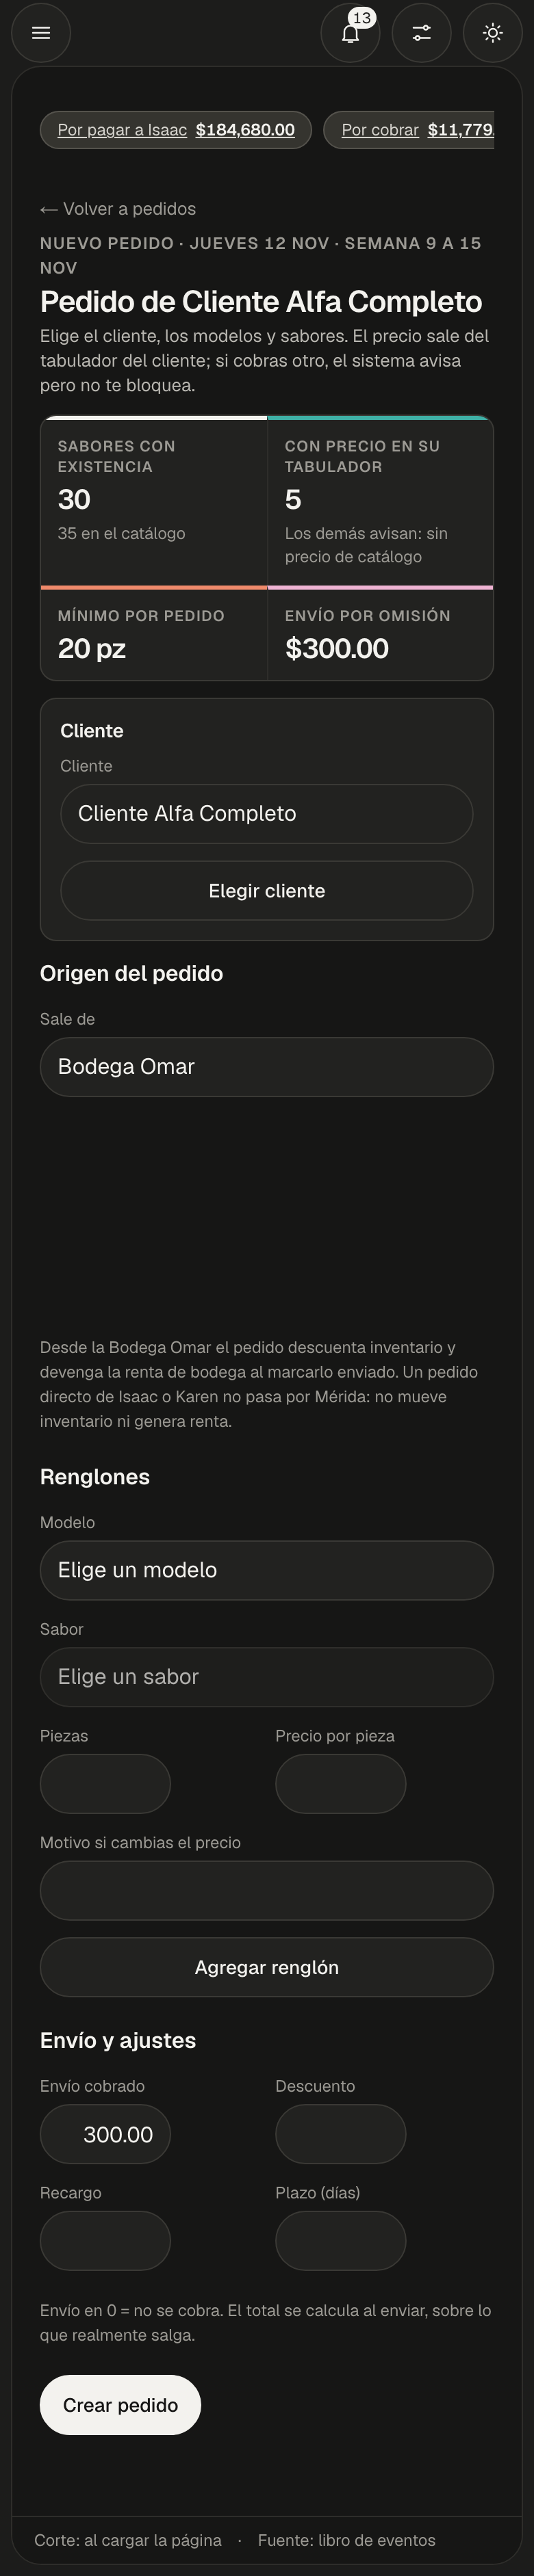 13
Por pagar a Isaac $184,680.00 Por cobrar $11,779.
← Volver a pedidos
NUEVO PEDIDO · JUEVES 12 NOV · SEMANA 9 A 15
NOV
Pedido de Cliente Alfa Completo
Elige el cliente, los modelos y sabores. El precio sale del
tabulador del cliente; si cobras otro, el sistema avisa
pero no te bloquea.
SABORES CON
EXISTENCIA
30
35 en el catálogo
CON PRECIO EN SU
TABULADOR
5
Los demás avisan: sin
precio de catálogo
MÍNIMO POR PEDIDO
20 pz
ENVÍO POR OMISIÓN
$300.00
Cliente
Cliente
Cliente Alfa Completo
Elegir cliente
Origen del pedido
Sale de
Bodega Omar
Desde la Bodega Omar el pedido descuenta inventario y
devenga la renta de bodega al marcarlo enviado. Un pedido
directo de Isaac o Karen no pasa por Mérida: no mueve
inventario ni genera renta.
Renglones
Modelo
Elige un modelo
Sabor
Elige un sabor
Piezas
Precio por pieza
Motivo si cambias el precio
Agregar renglón
Envío y ajustes
Envío cobrado
300.00
Descuento
Recargo
Plazo (días)
Envío en 0 = no se cobra. El total se calcula al enviar, sobre lo
que realmente salga.
Crear pedido
Corte: al cargar la página · Fuente: libro de eventos